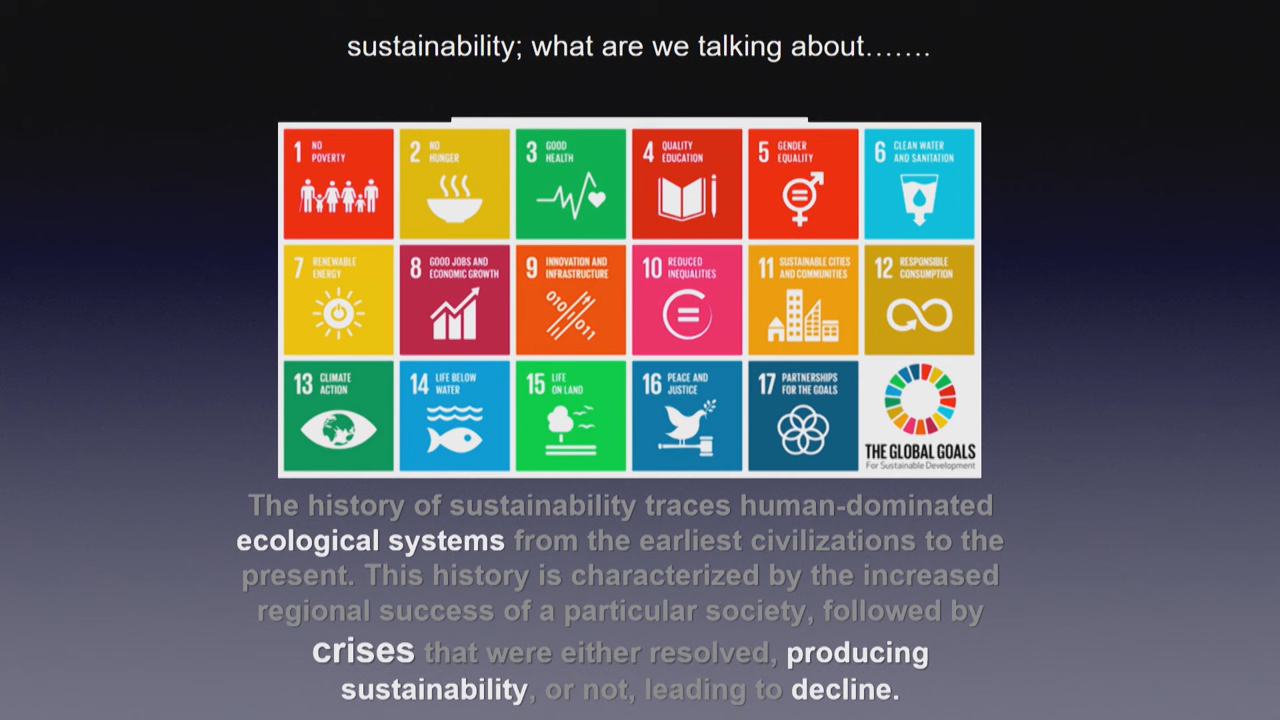 sustainability; what are we talking about…….
1 NO
POVERTY
2 NO
HUNGER
3 GOOD
HEALTH
4 QUALITY
EDUCATION
5 GENDER
EQUALITY
6 CLEAN WATER
AND SANITATION
7 RENEWABLE
ENERGY
8 GOOD JOBS AND
ECONOMIC GROWTH
9 INNOVATION AND
INFRASTRUCTURE
010
011
10 REDUCED
INEQUALITIES
11 SUSTAINABLE CITIES
AND COMMUNITIES
12 RESPONSIBLE
CONSUMPTION
13 CLIMATE
ACTION
14 LIFE BELOW
WATER
15 LIFE
ON LAND
16 PEACE AND
JUSTICE
17 PARTNERSHIPS
FOR THE GOALS
THE GLOBAL GOALS
For Sustainable Development
The history of sustainability traces human-dominated
ecological systems from the earliest civilizations to the
present. This history is characterized by the increased
regional success of a particular society, followed by
crises that were either resolved, producing
sustainability, or not, leading to decline.